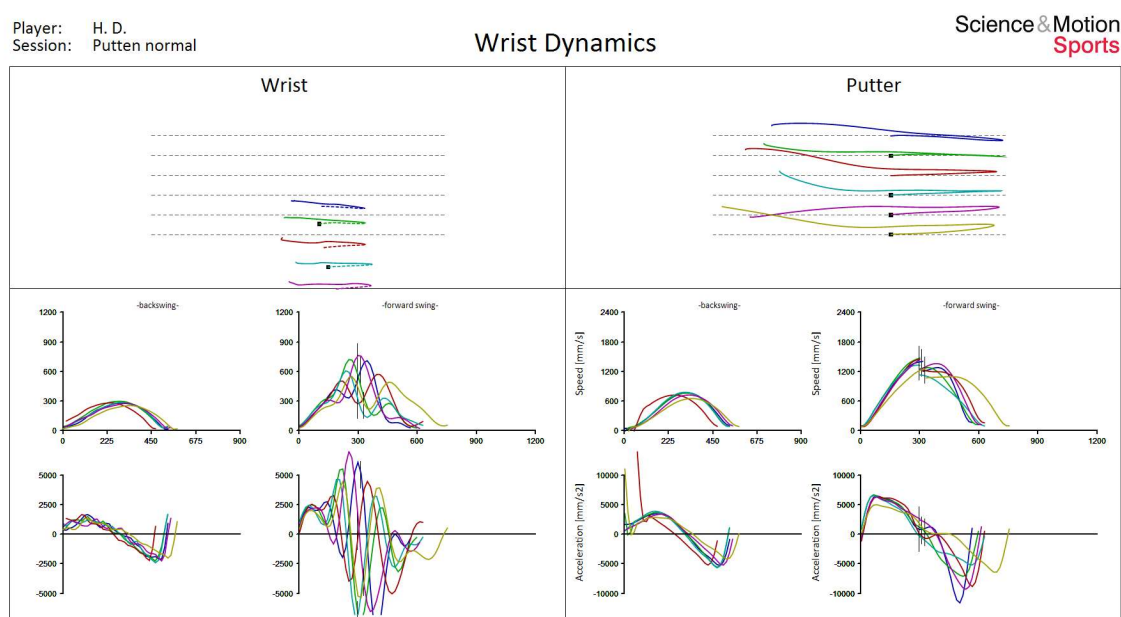 Player: H. D.
Session: Putten normal
Wrist Dynamics
Science&Motion
Sports
Wrist
Putter
-backswing-
-forward swing-
-backswing-
-forward swing-
1200
900
600
300
0
0 225 450 675 900
1200
900
600
300
0
0 300 600 900 1200
Speed [mm/s]
2400
1800
1200
600
0
0 225 450 675 900
Speed [mm/s]
2400
1800
1200
600
0
0 300 600 900 1200
5000
2500
0
-2500
-5000
5000
2500
0
-2500
-5000
Acceleration [mm/s2]
10000
5000
0
-5000
-10000
Acceleration [mm/s2]
10000
5000
0
-5000
-10000